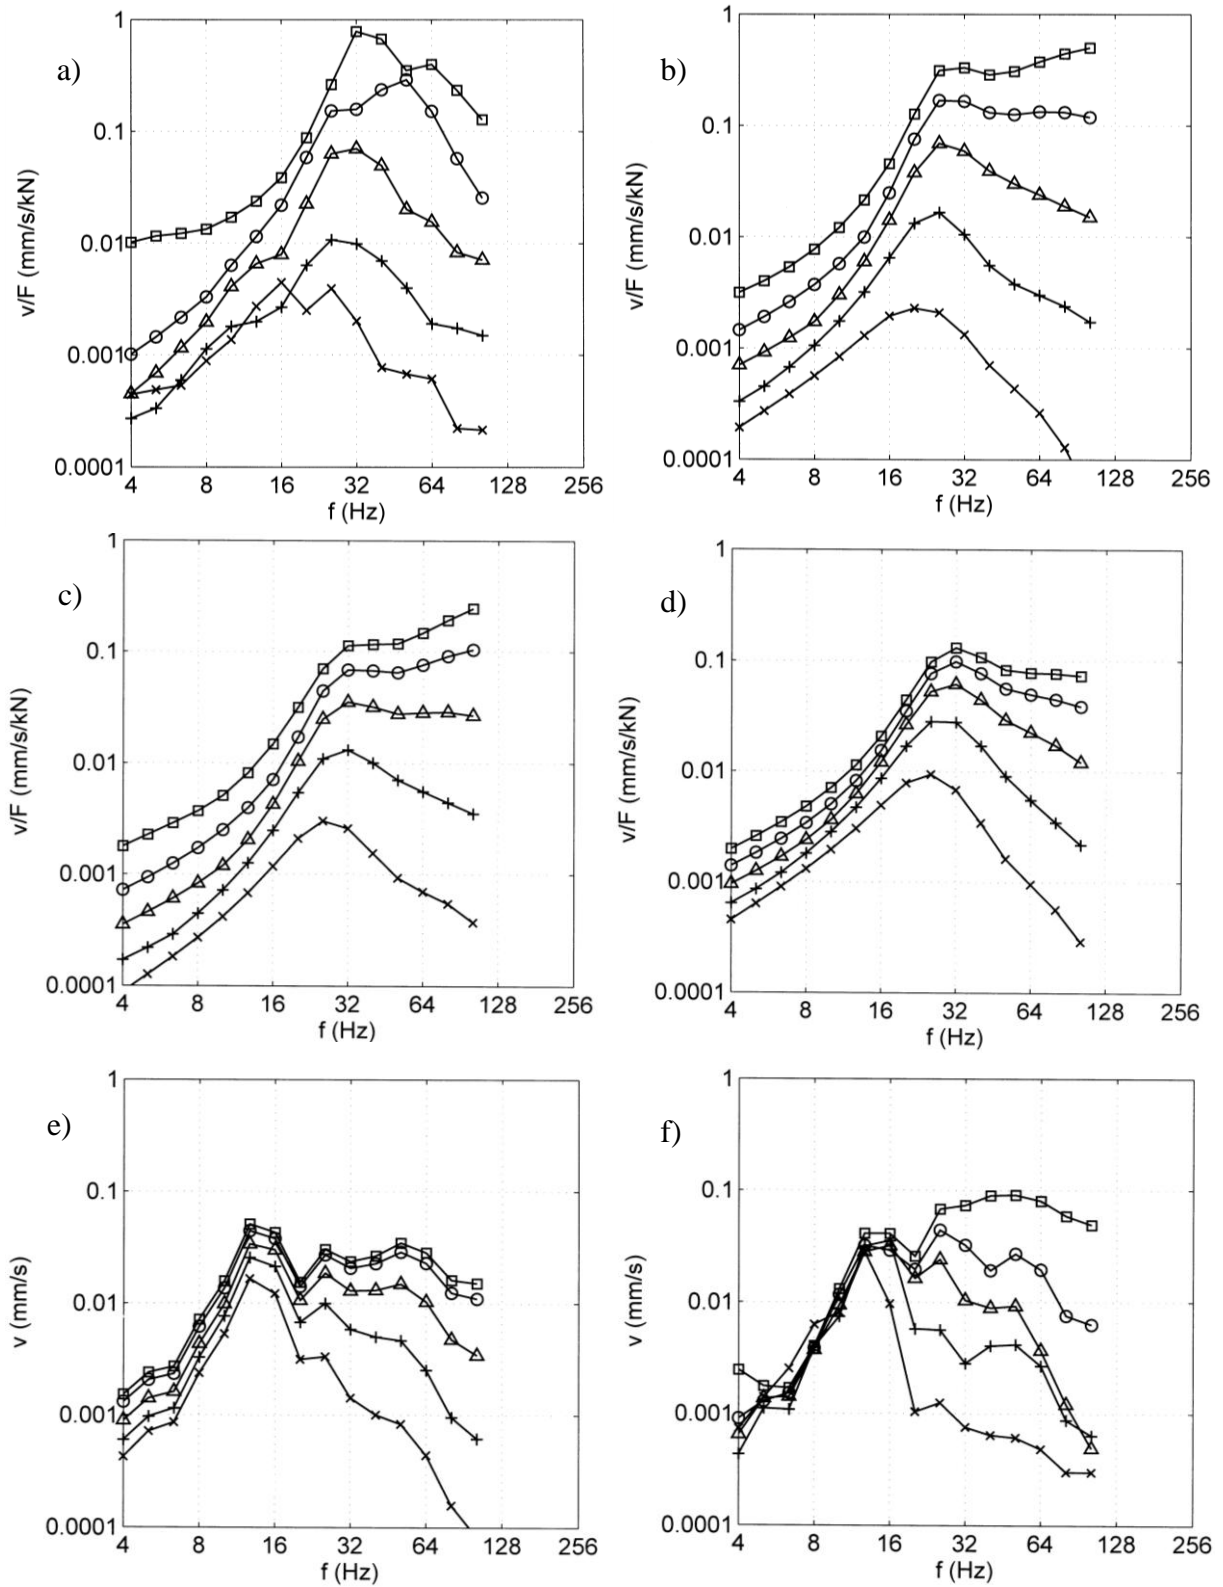 a)
1
0.1
0.01
0.001
0.0001
v/F (mm/s/kN)
4 8 16 32 64 128 256
f (Hz)
b)
1
0.1
0.01
0.001
0.0001
v/F (mm/s/kN)
4 8 16 32 64 128 256
f (Hz)
c)
1
0.1
0.01
0.001
0.0001
v/F (mm/s/kN)
4 8 16 32 64 128 256
f (Hz)
d)
1
0.1
0.01
0.001
0.0001
v/F (mm/s/kN)
4 8 16 32 64 128 256
f (Hz)
e)
1
0.1
0.01
0.001
0.0001
v (mm/s)
4 8 16 32 64 128 256
f (Hz)
f)
1
0.1
0.01
0.001
0.0001
v (mm/s)
4 8 16 32 64 128 256
f (Hz)